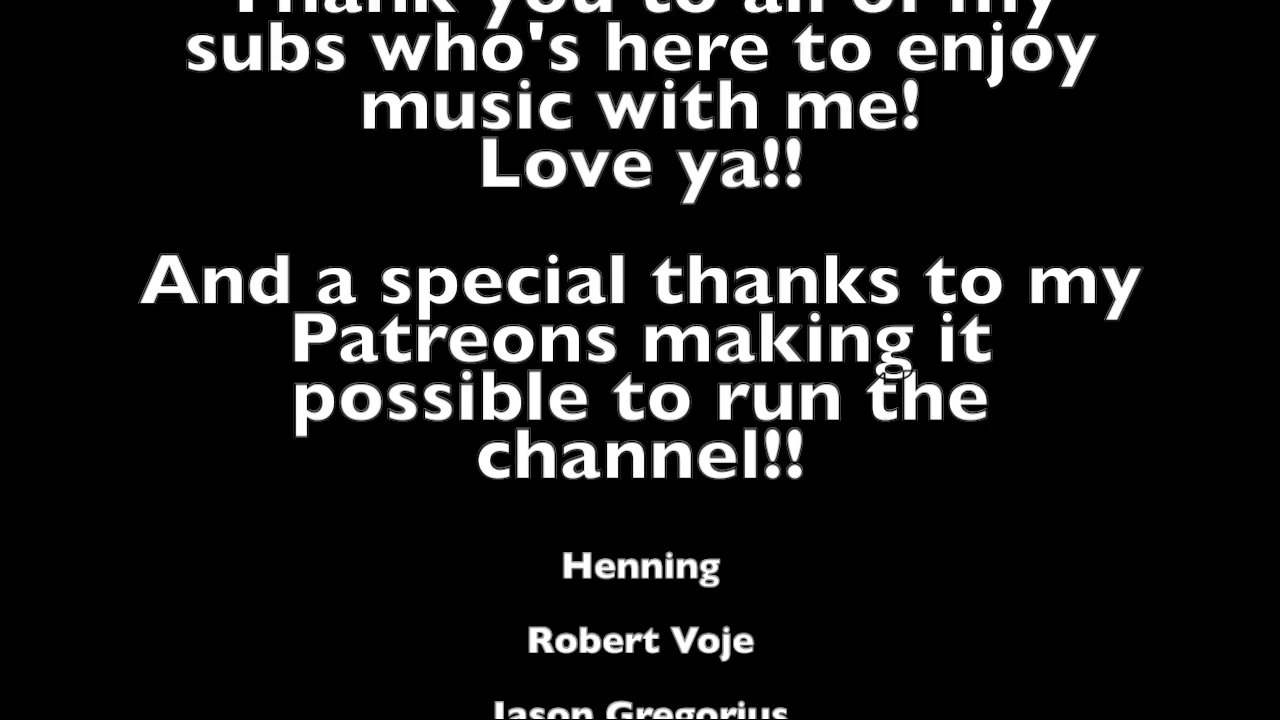 Thank you to all of my
subs who's here to enjoy
music with me!
Love ya!!
And a special thanks to my
Patreons making it
possible to run the
channel!!
Henning
Robert Voje
Jason Gregorius